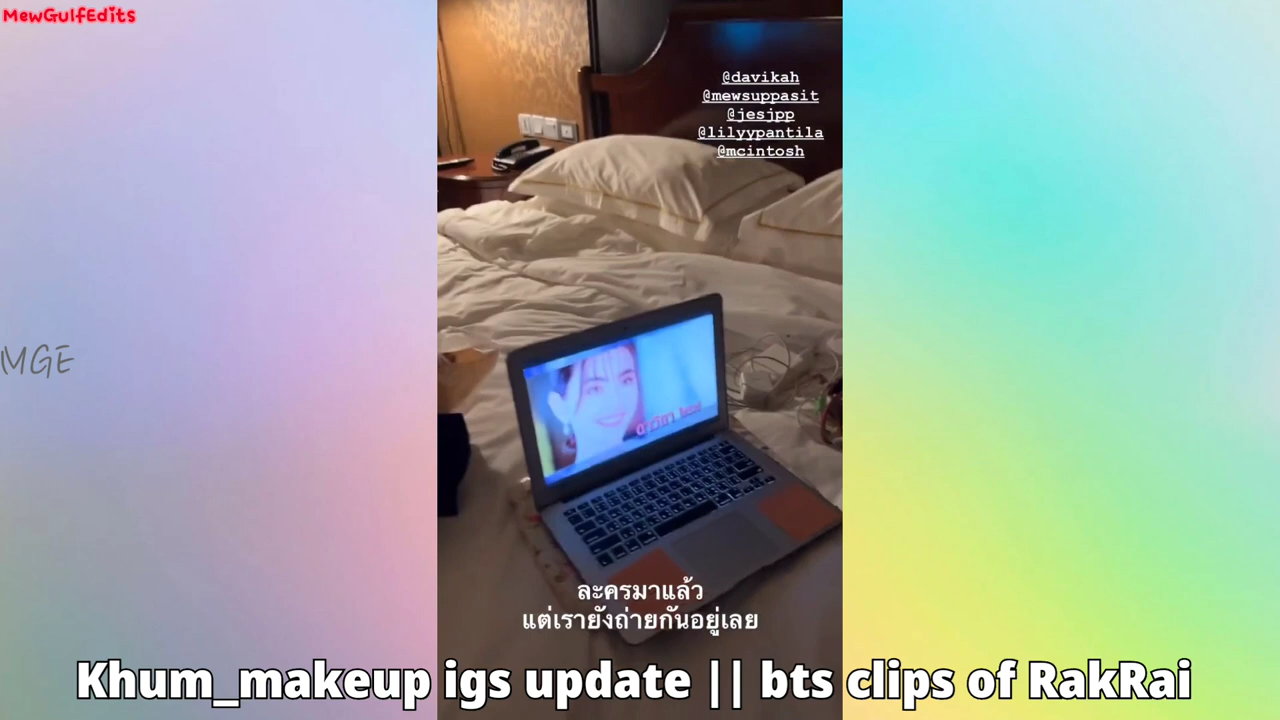 MewGulfEdits
@davikah
@mewsuppasit
@jesjpp
@lilyypantila
@mcintosh
MGE
ละครมาแล้ว
แต่เรายังถ่ายกันอยู่เลย
Khum_makeup igs update || bts clips of RakRai